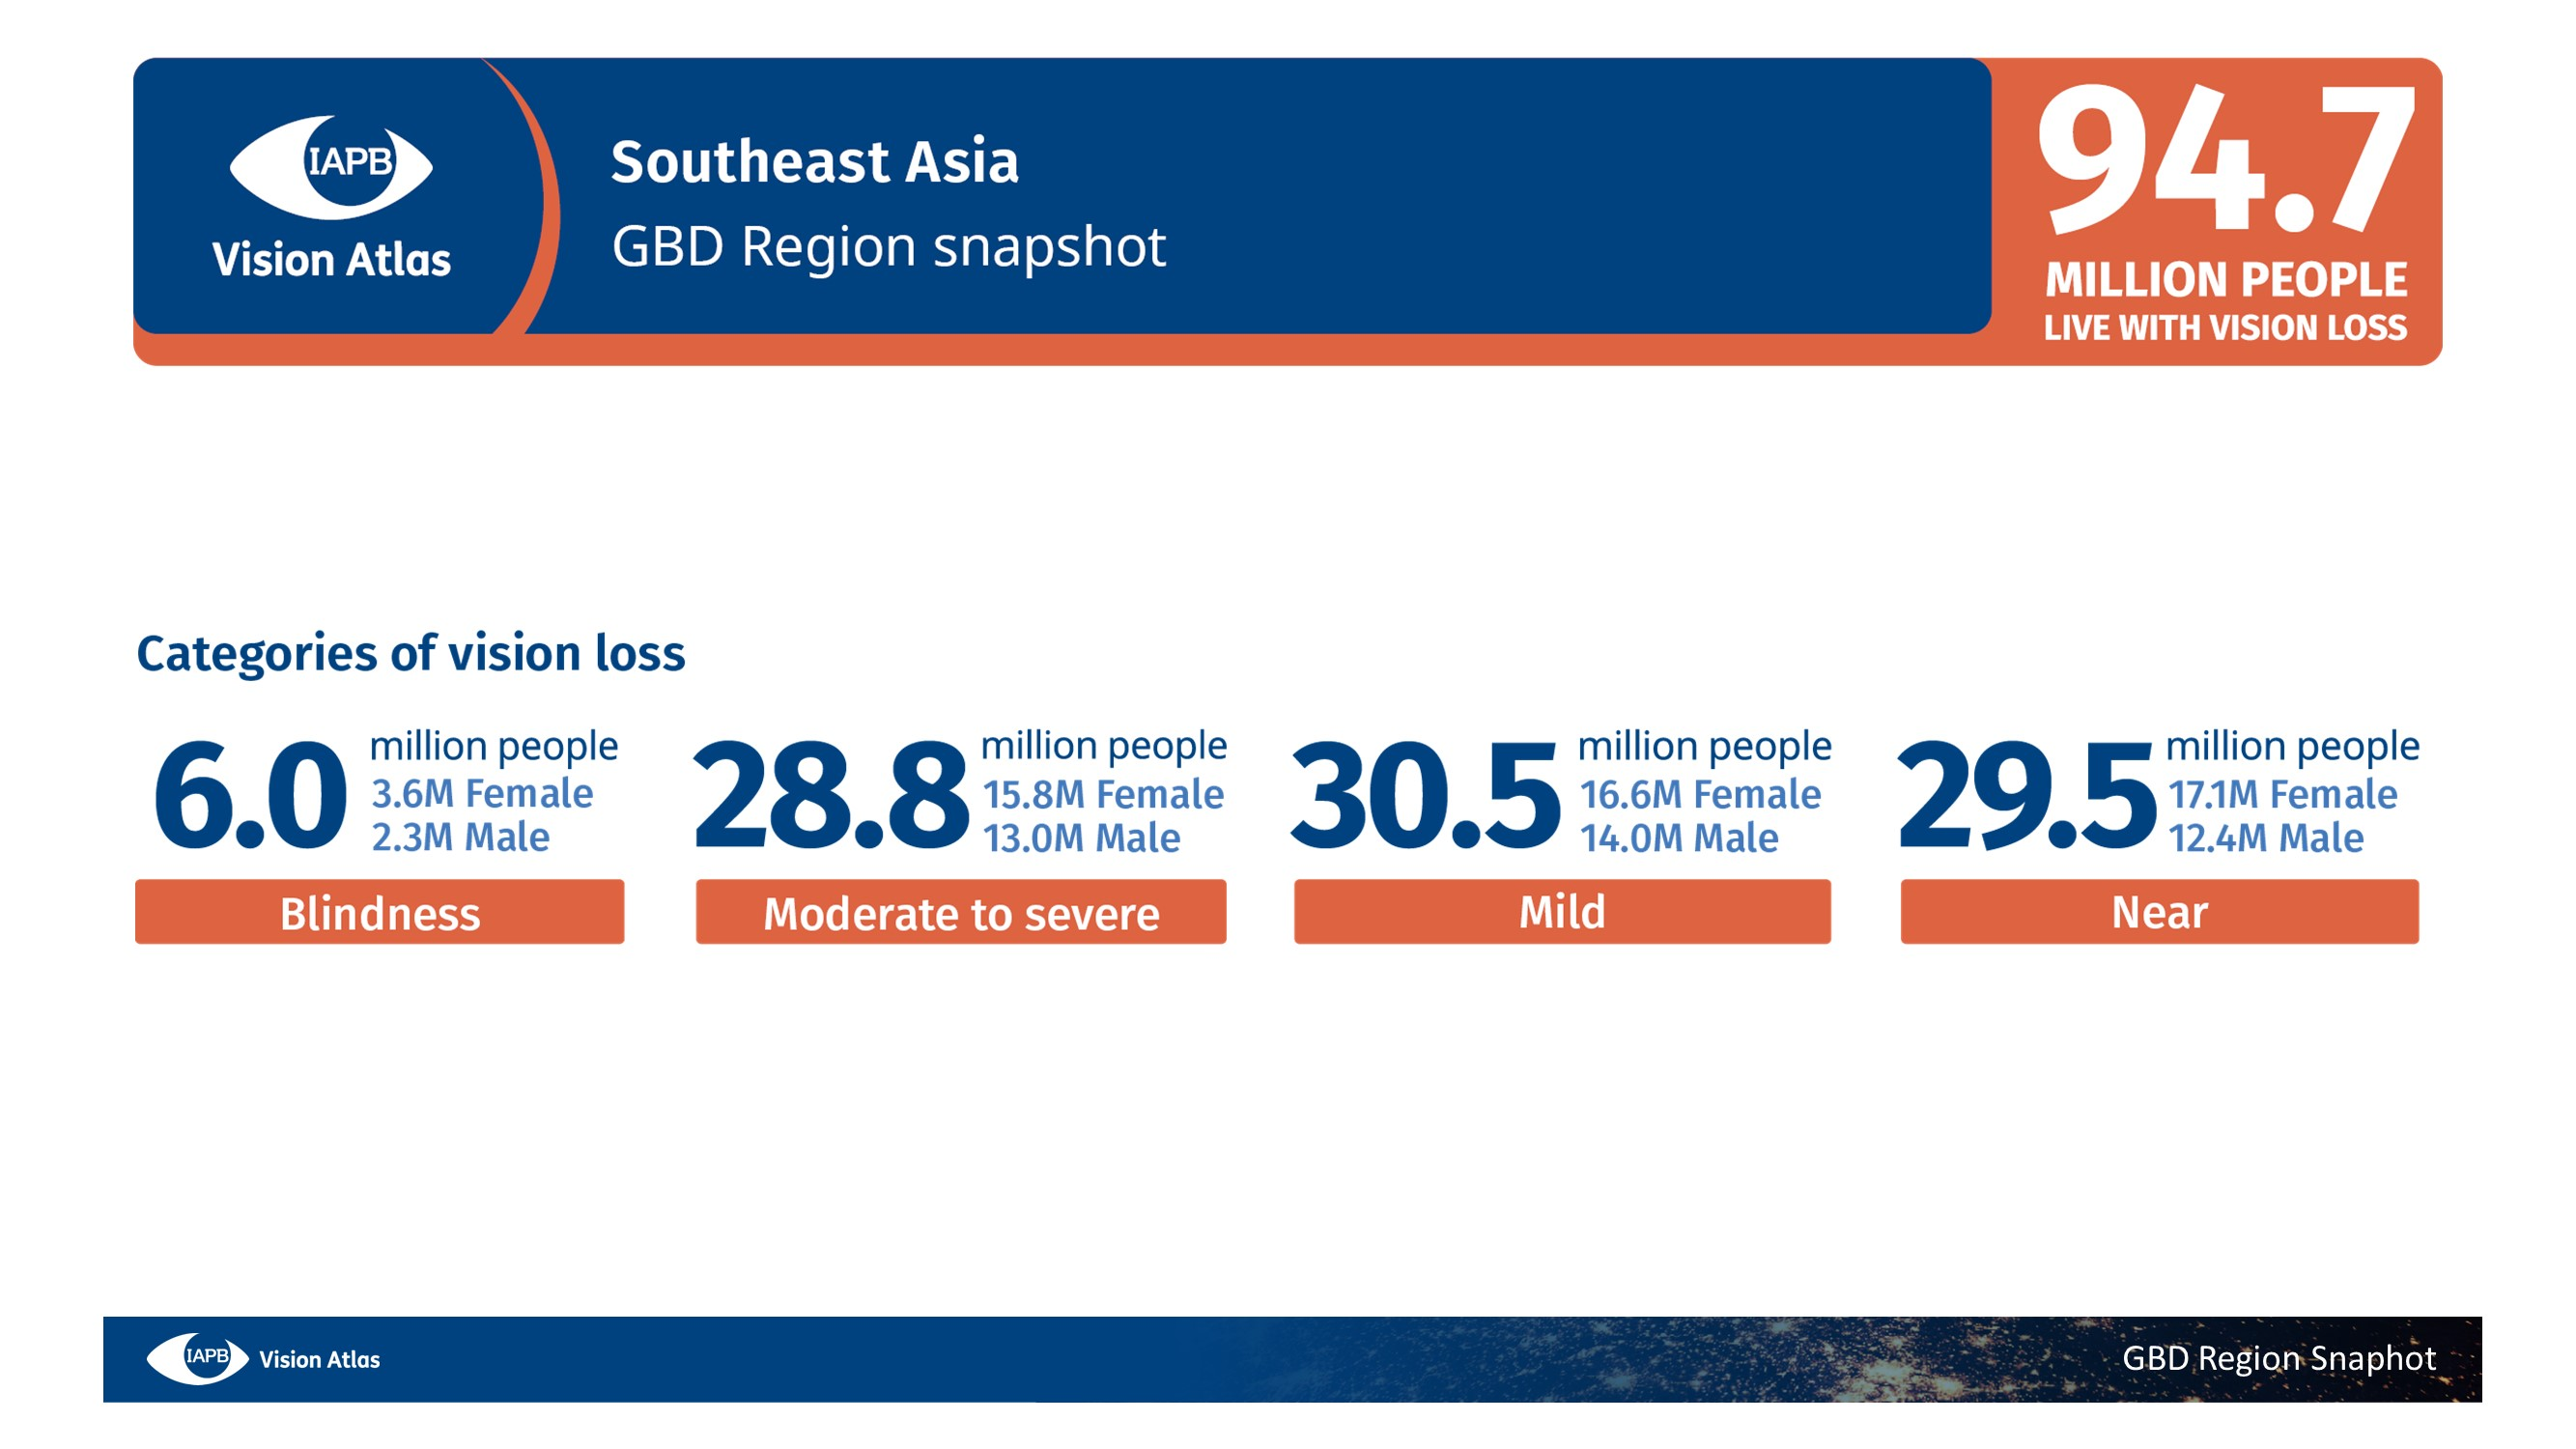 IAPB
Vision Atlas
Southeast Asia
GBD Region snapshot
94.7
MILLION PEOPLE
LIVE WITH VISION LOSS
Categories of vision loss
6.0 million people
3.6M Female
2.3M Male
Blindness
28.8 million people
15.8M Female
13.0M Male
Moderate to severe
30.5 million people
16.6M Female
14.0M Male
Mild
29.5 million people
17.1M Female
12.4M Male
Near
IAPB Vision Atlas
GBD Region Snaphot